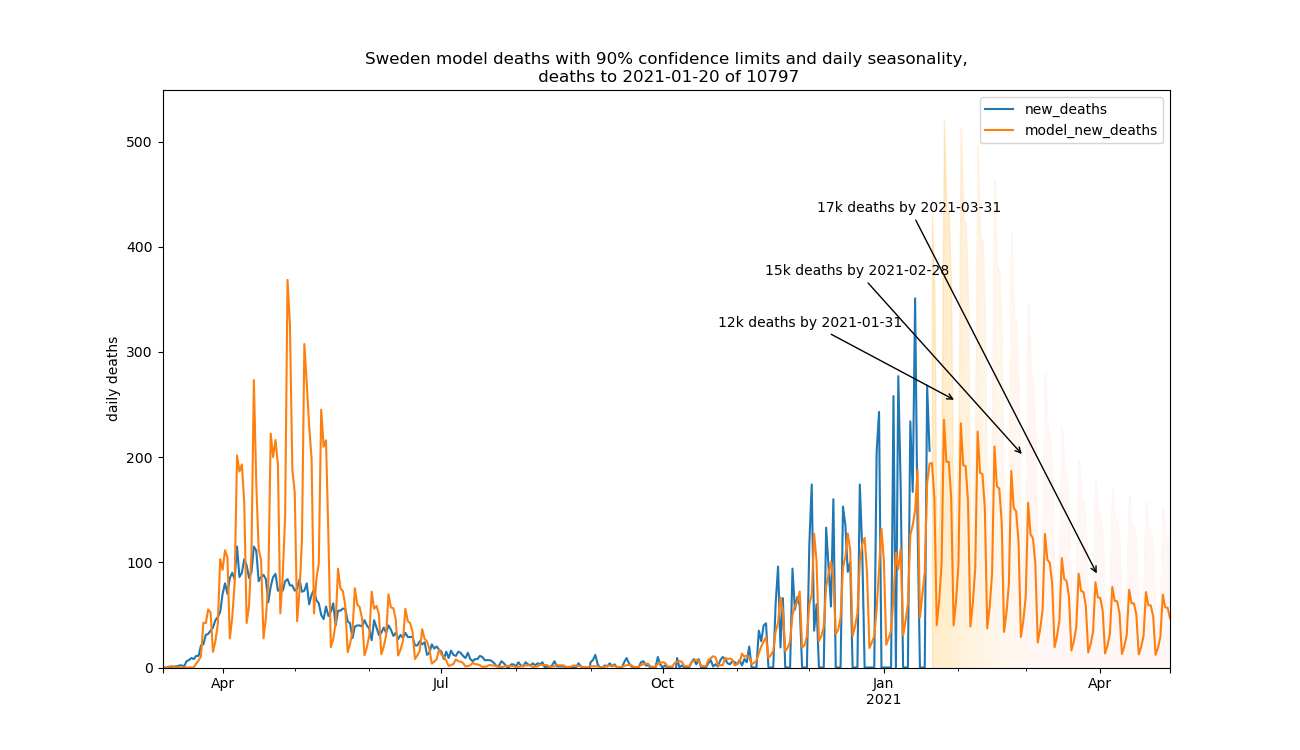 Sweden model deaths with 90% confidence limits and daily seasonality,
deaths to 2021-01-20 of 10797
new_deaths
model_new_deaths
500
400
300
200
100
0
daily deaths
17k deaths by 2021-03-31
15k deaths by 2021-02-28
12k deaths by 2021-01-31
Apr
Jul
Oct
Jan
2021
Apr